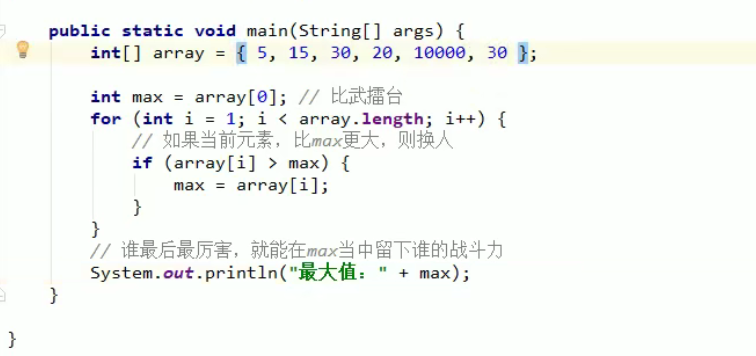 public static void main(String[] args) {
int[] array = { 5, 15, 30, 20, 10000, 30 };
int max = array[0]; // 比武擂台
for (int i = 1; i < array.length; i++) {
// 如果当前元素，比max更大，则换人
if (array[i] > max) {
max = array[i];
}
}
// 谁最后最厉害，就能在max当中留下谁的战斗力
System.out.println("最大值：" + max);
}
}